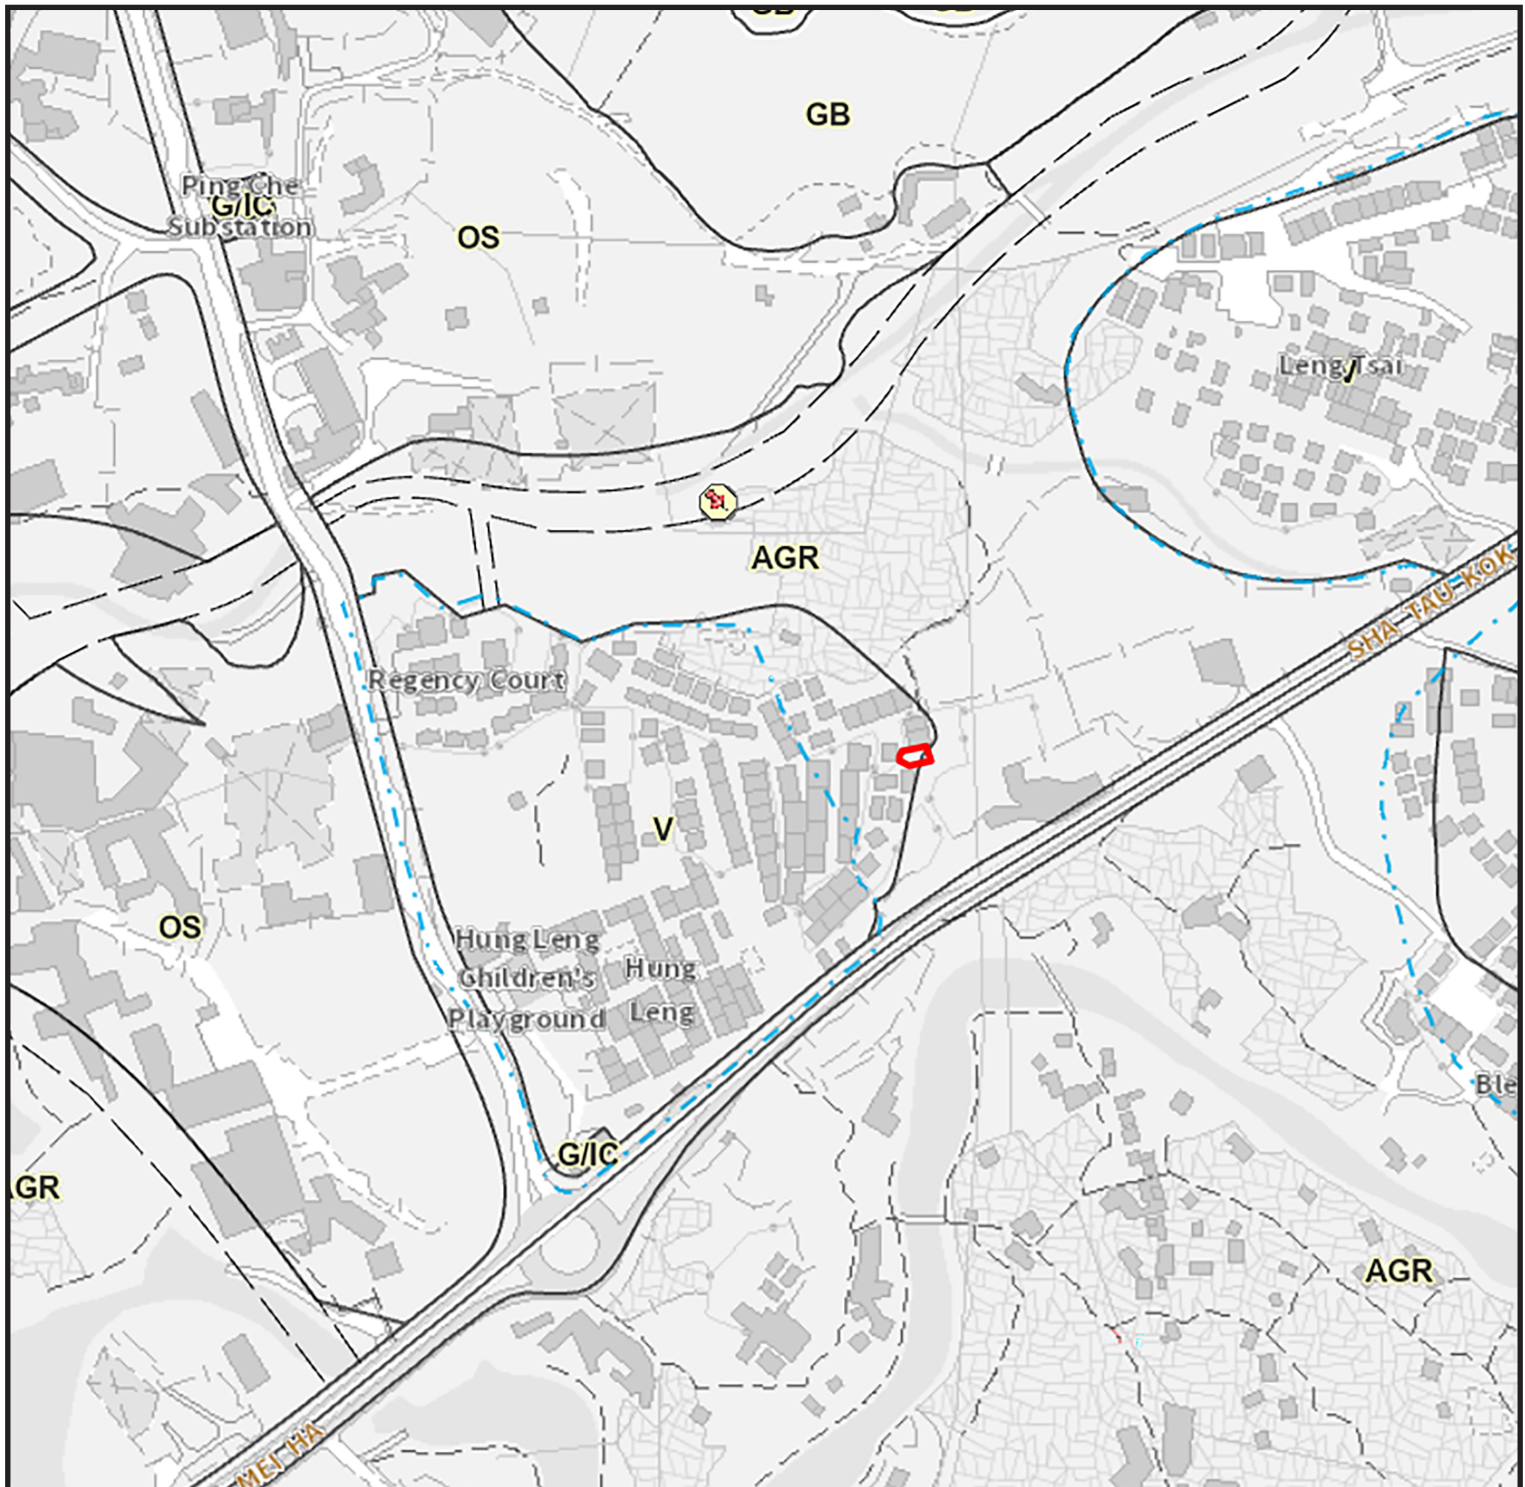 GB
Ping Che
G/IC
Substation
OS
Leng Tsai
V
AGR
SHA TAU KOK
Regency Court
V
OS
Hung Leng
Children's
Playground
Hung
Leng
Ble
G/IC
AGR
AGR
MEI HA